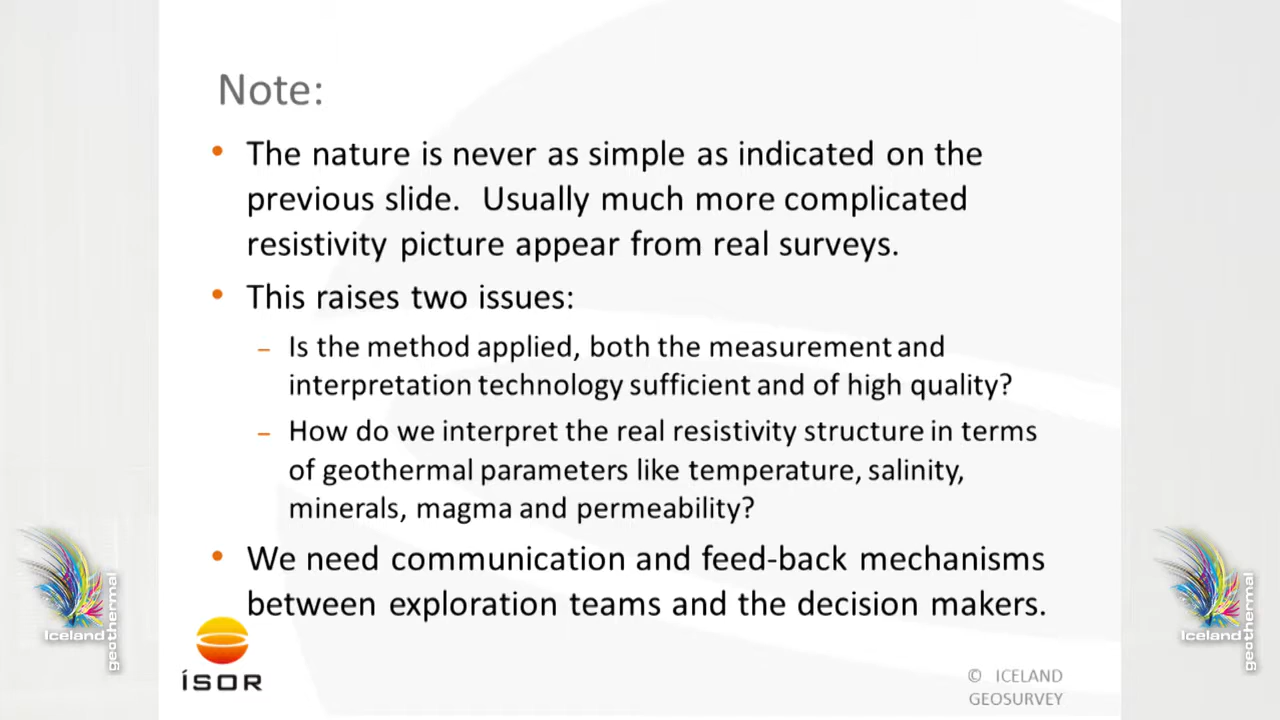 Note:
• The nature is never as simple as indicated on the
previous slide. Usually much more complicated
resistivity picture appear from real surveys.
• This raises two issues:
– Is the method applied, both the measurement and
interpretation technology sufficient and of high quality?
– How do we interpret the real resistivity structure in terms
of geothermal parameters like temperature, salinity,
minerals, magma and permeability?
• We need communication and feed-back mechanisms
between exploration teams and the decision makers.
Iceland
geothermal
ÍSOR
© ICELAND
GEOSURVEY
Iceland
geothermal